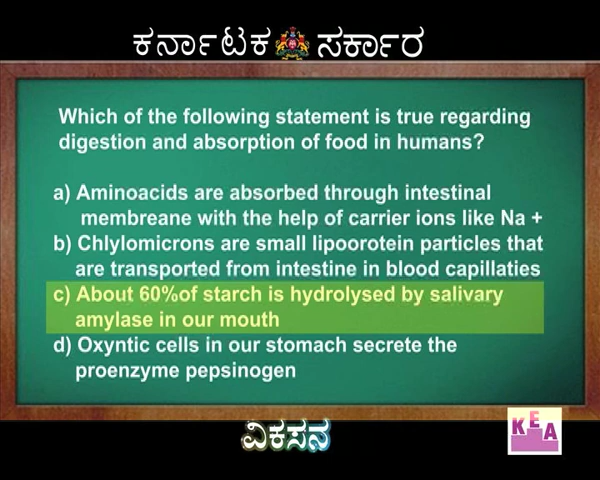 ಕರ್ನಾಟಕ ಸರ್ಕಾರ
Which of the following statement is true regarding
digestion and absorption of food in humans?
a) Aminoacids are absorbed through intestinal
membreane with the help of carrier ions like Na +
b) Chlylomicrons are small lipoorotein particles that
are transported from intestine in blood capillaties
c) About 60%of starch is hydrolysed by salivary
amylase in our mouth
d) Oxyntic cells in our stomach secrete the
proenzyme pepsinogen
ವಿಕಸನ
KEA